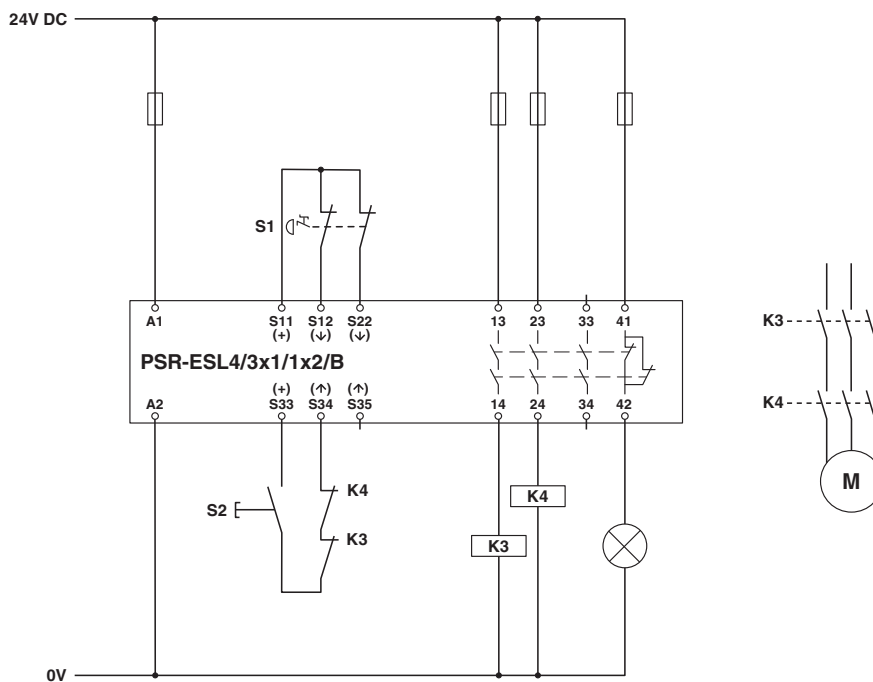 24V DC
S1
A1 S11 S12 S22 13 23 33 41
(+) (↓) (↓)
PSR-ESL4/3x1/1x2/B
(+) (↑) (↑)
A2 S33 S34 S35 14 24 34 42
K4
S2
K3
K4
K3
0V
K3
K4
M